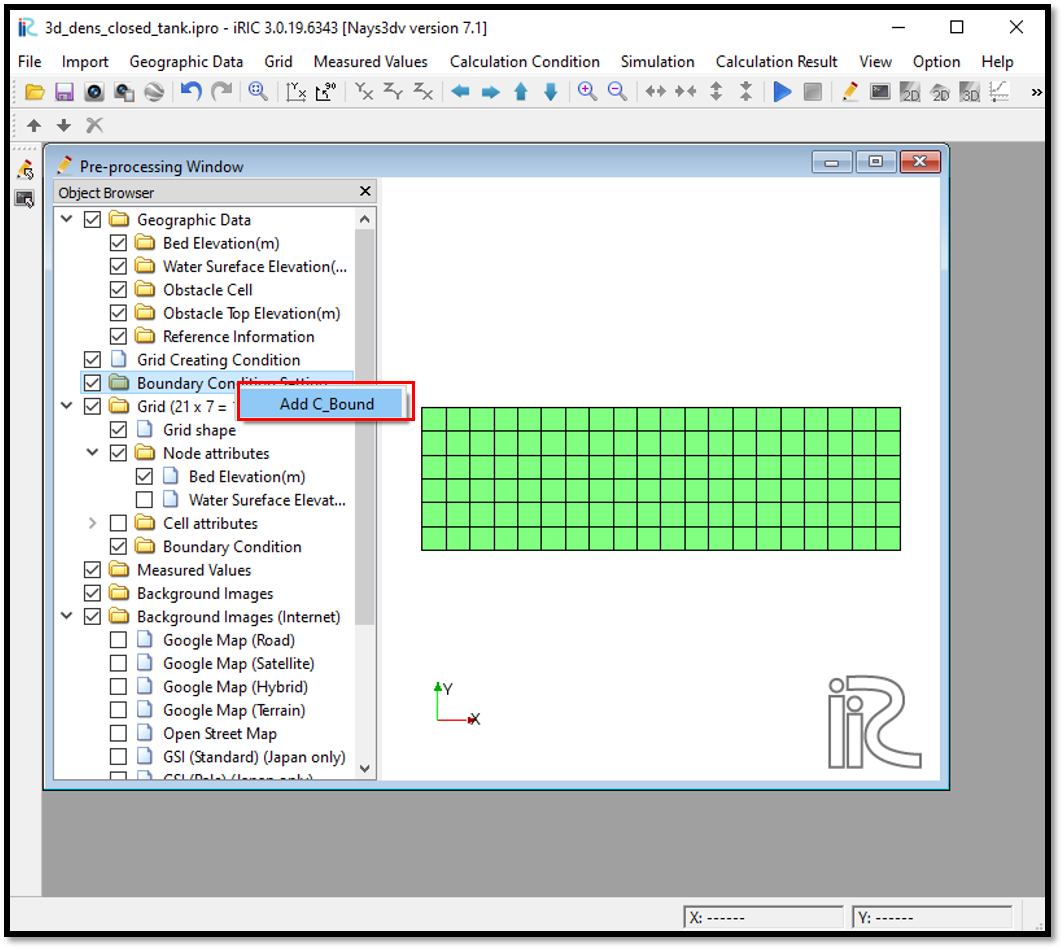 3d_dens_closed_tank.ipro - iRIC 3.0.19.6343 [Nays3dv version 7.1]
File Import Geographic Data Grid Measured Values Calculation Condition Simulation Calculation Result View Option Help
Pre-processing Window
Object Browser
Geographic Data
Bed Elevation(m)
Water Sureface Elevation(...
Obstacle Cell
Obstacle Top Elevation(m)
Reference Information
Grid Creating Condition
Boundary Condition Setting
Add C_Bound
Grid (21 x 7 =
Grid shape
Node attributes
Bed Elevation(m)
Water Sureface Elevat...
Cell attributes
Boundary Condition
Measured Values
Background Images
Background Images (Internet)
Google Map (Road)
Google Map (Satellite)
Google Map (Hybrid)
Google Map (Terrain)
Open Street Map
GSI (Standard) (Japan only)
GSI (Pale) (Japan only)
Y
X
iRIC
X: ------
Y: ------